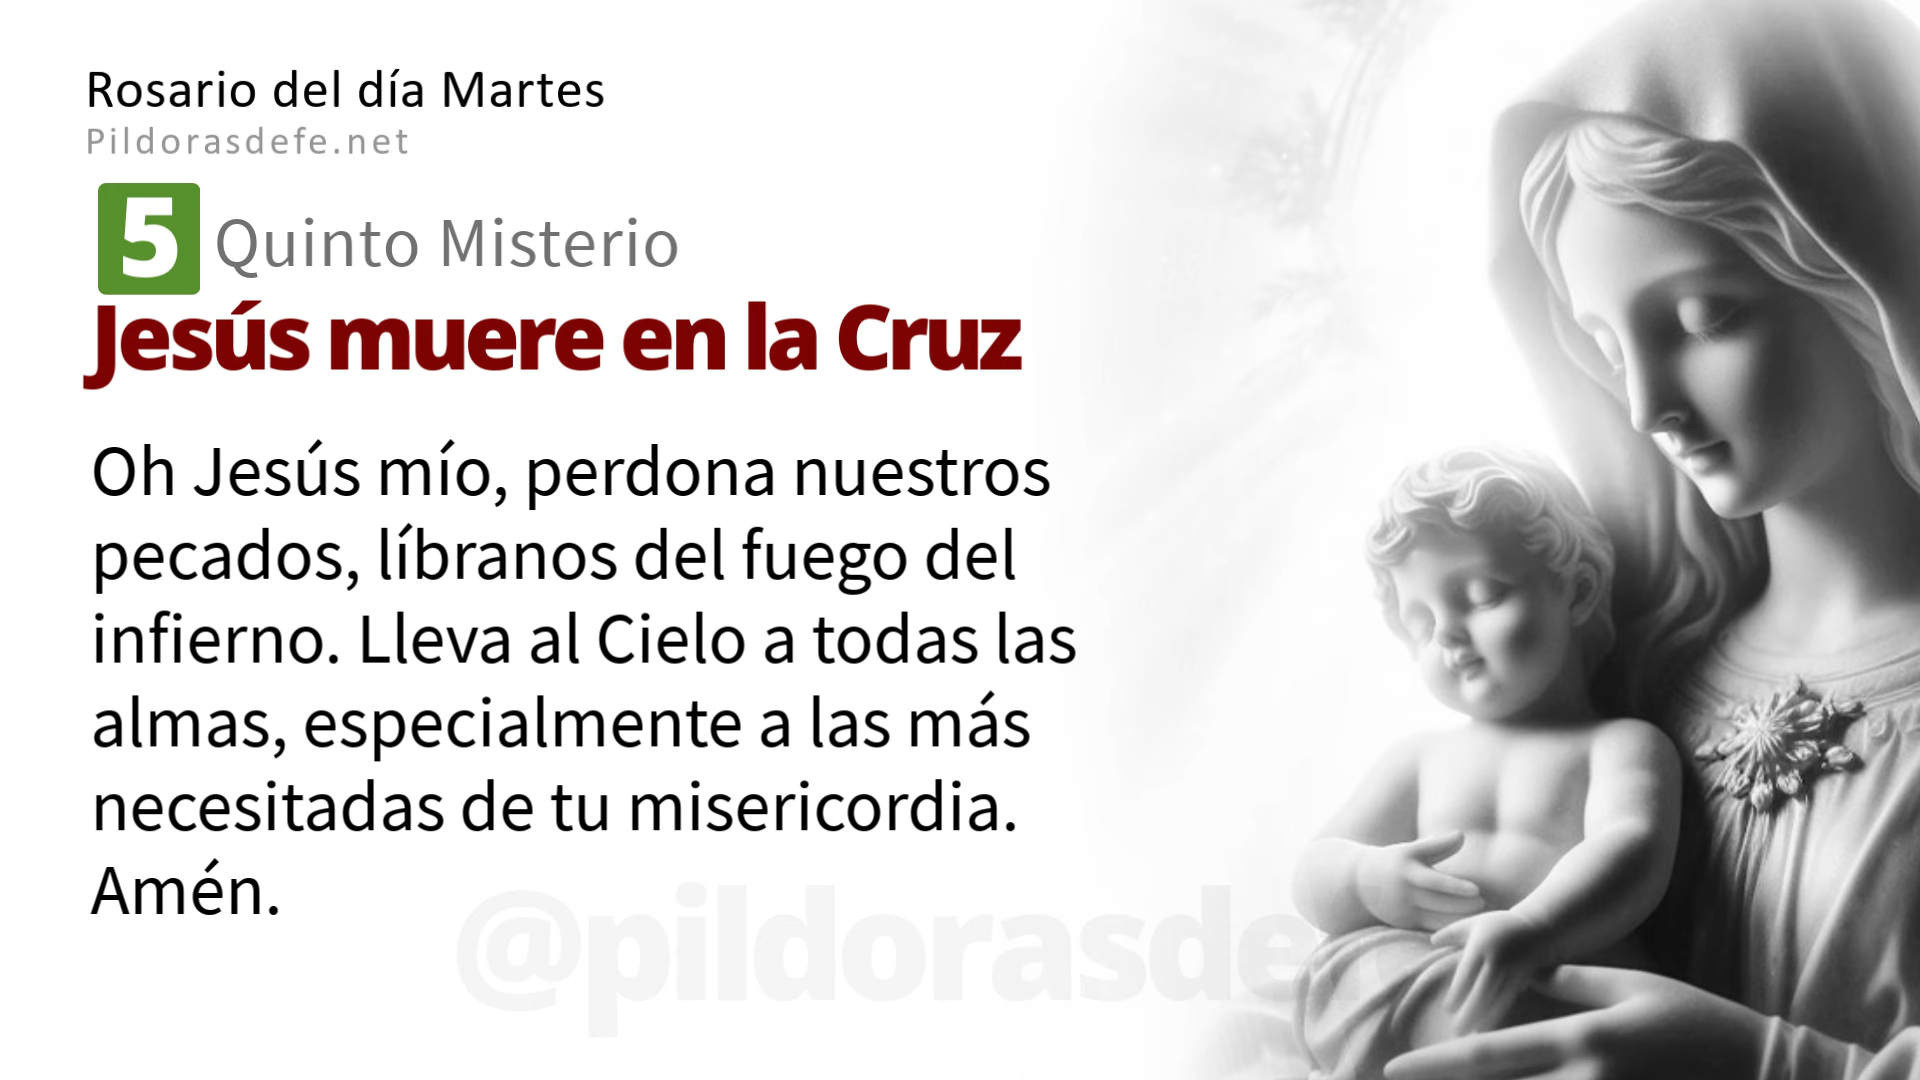 Rosario del día Martes
Pildorasdefe.net
5 Quinto Misterio
Jesús muere en la Cruz
Oh Jesús mío, perdona nuestros
pecados, líbranos del fuego del
infierno. Lleva al Cielo a todas las
almas, especialmente a las más
necesitadas de tu misericordia.
Amén.
@pildorasdefe